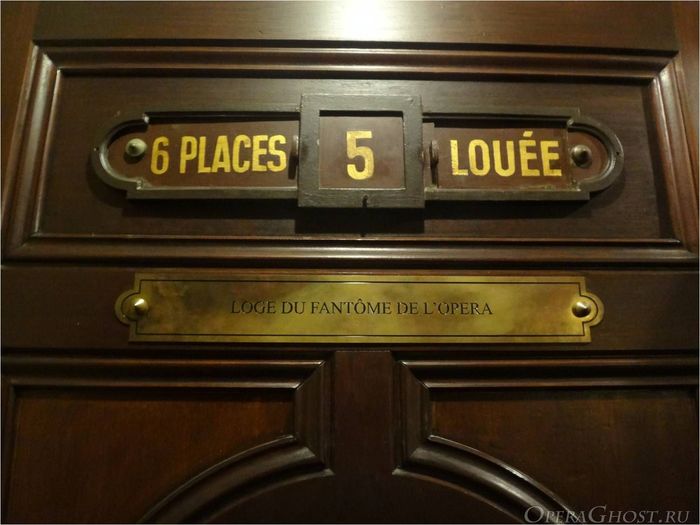 6 PLACES 5 LOUÉE
LOGE DU FANTÔME DE L'OPERA
OPERAGHOST.RU